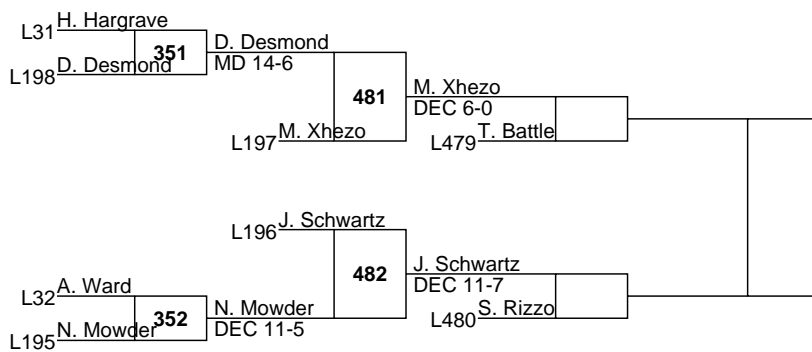 H. Hargrave
L31
351
D. Desmond
MD 14-6
D. Desmond
L198
481
M. Xhezo
DEC 6-0
M. Xhezo
L197
T. Battle
L479
J. Schwartz
L196
482
J. Schwartz
DEC 11-7
A. Ward
L32
352
N. Mowder
DEC 11-5
S. Rizzo
L480
N. Mowder
L195